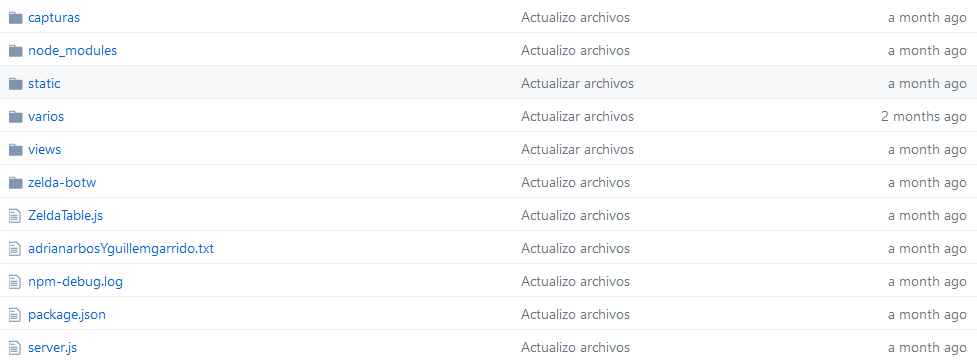 capturas Actualizo archivos a month ago
node_modules Actualizo archivos a month ago
static Actualizar archivos a month ago
varios Actualizar archivos 2 months ago
views Actualizar archivos a month ago
zelda-botw Actualizo archivos a month ago
ZeldaTable.js Actualizo archivos a month ago
adrianarbosYguillemgarrido.txt Actualizo archivos a month ago
npm-debug.log Actualizo archivos a month ago
package.json Actualizo archivos a month ago
server.js Actualizo archivos a month ago